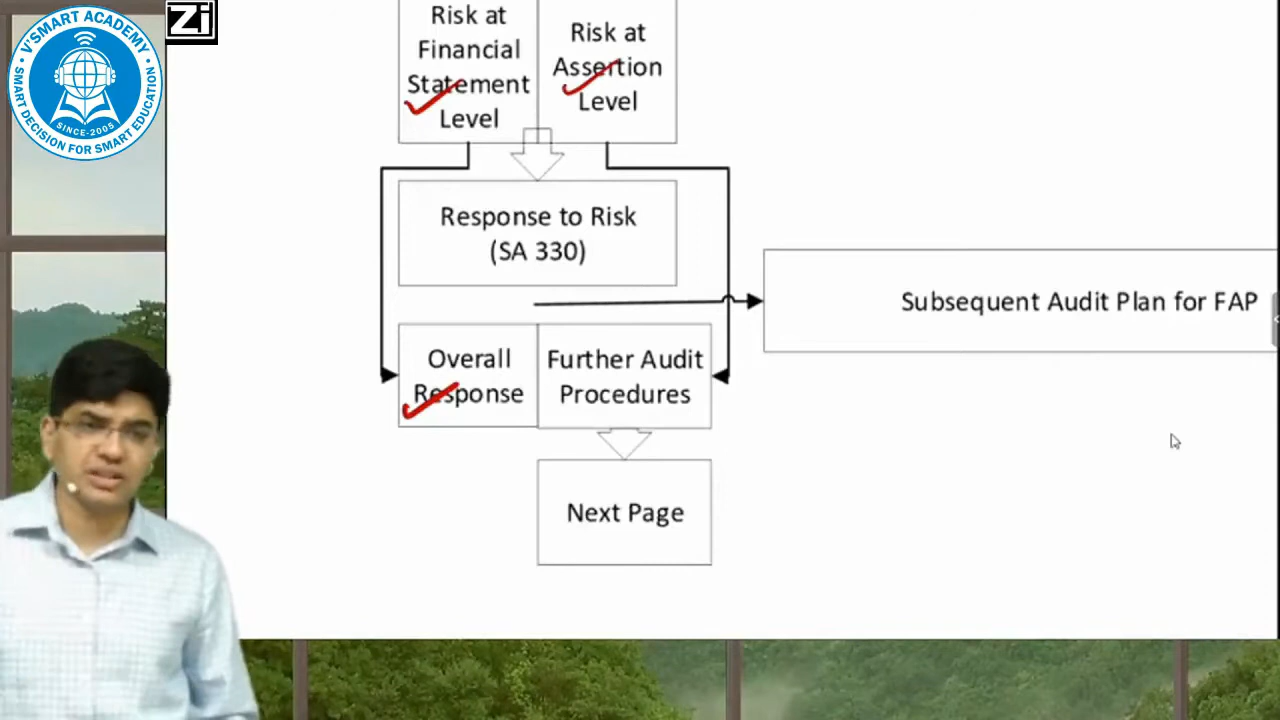 V'SMART ACADEMY
SMART DECISION FOR SMART EDUCATION
SINCE-2005
Zi
Risk at
Financial
Statement
Level
Risk at
Assertion
Level
Response to Risk
(SA 330)
Subsequent Audit Plan for FAP
Overall
Response
Further Audit
Procedures
Next Page